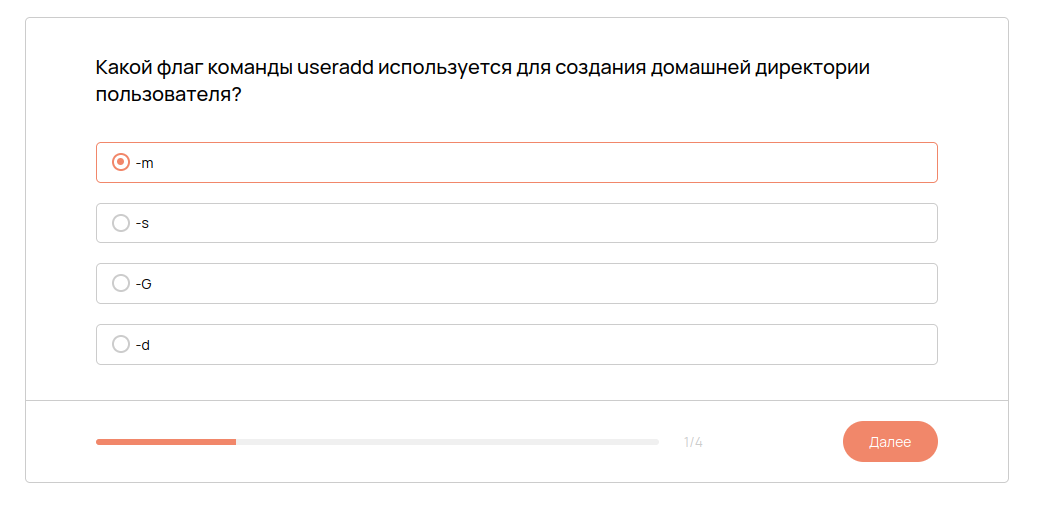 Какой флаг команды useradd используется для создания домашней директории
пользователя?
-m
-s
-G
-d
1/4
Далее